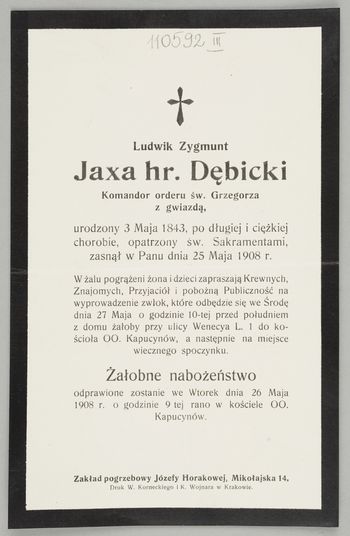 110592 III
Ludwik Zygmunt
Jaxa hr. Dębicki
Komandor orderu św. Grzegorza
z gwiazdą,
urodzony 3 Maja 1843, po długiej i ciężkiej
chorobie, opatrzony św. Sakramentami,
zasnął w Panu dnia 25 Maja 1908 r.
W żalu pogrążeni żona i dzieci zapraszają Krewnych,
Znajomych, Przyjaciół i pobożną Publiczność na
wyprowadzenie zwłok, które odbędzie się we Środę
dnia 27 Maja o godzinie 10-tej przed południem
z domu żałoby przy ulicy Wenecya L. 1 do ko-
ścioła OO. Kapucynów, a następnie na miejsce
wiecznego spoczynku.
Żałobne nabożeństwo
odprawione zostanie we Wtorek dnia 26 Maja
1908 r. o godzinie 9 tej rano w kościele OO.
Kapucynów.
Zakład pogrzebowy Józefy Horakowej, Mikołajska 14.
Druk W. Korneckiego i K. Wojnara w Krakowie.